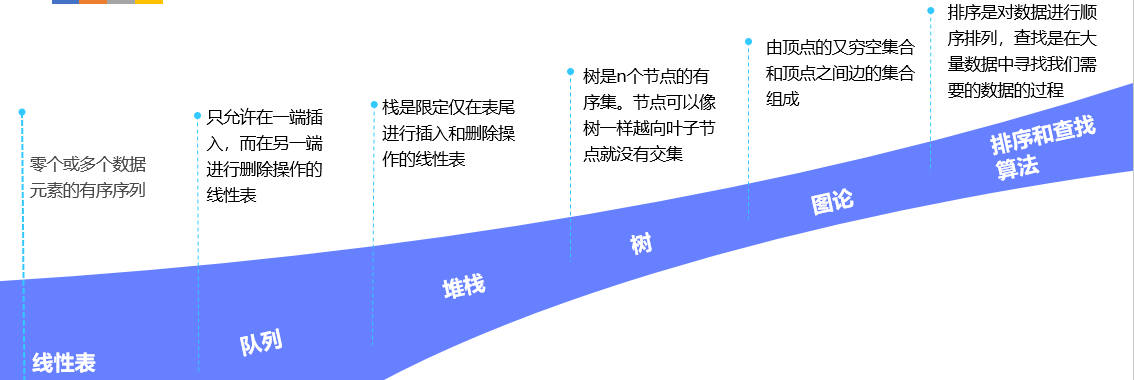 零个或多个数据
元素的有序序列
线性表
只允许在一端插
入，而在另一端
进行删除操作的
线性表
队列
栈是限定仅在表尾
进行插入和删除操
作的线性表
堆栈
树是n个节点的有
序集。节点可以像
树一样越向叶子节
点就没有交集
树
由顶点的又穷空集合
和顶点之间边的集合
组成
图论
排序是对数据进行顺
序排列，查找是在大
量数据中寻找我们需
要的数据的过程
排序和查找
算法